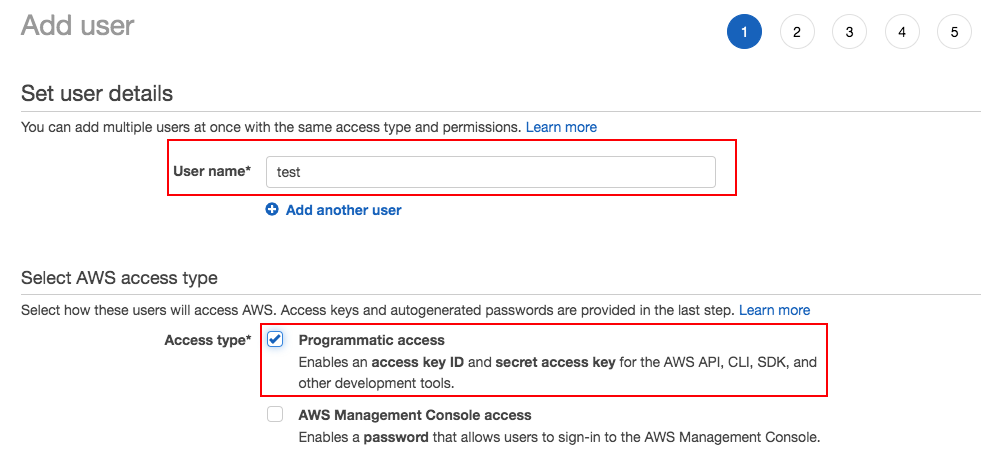 Add user
1 2 3 4 5
Set user details
You can add multiple users at once with the same access type and permissions. Learn more
User name* test
Add another user
Select AWS access type
Select how these users will access AWS. Access keys and autogenerated passwords are provided in the last step. Learn more
Access type* Programmatic access
Enables an access key ID and secret access key for the AWS API, CLI, SDK, and
other development tools.
AWS Management Console access
Enables a password that allows users to sign-in to the AWS Management Console.